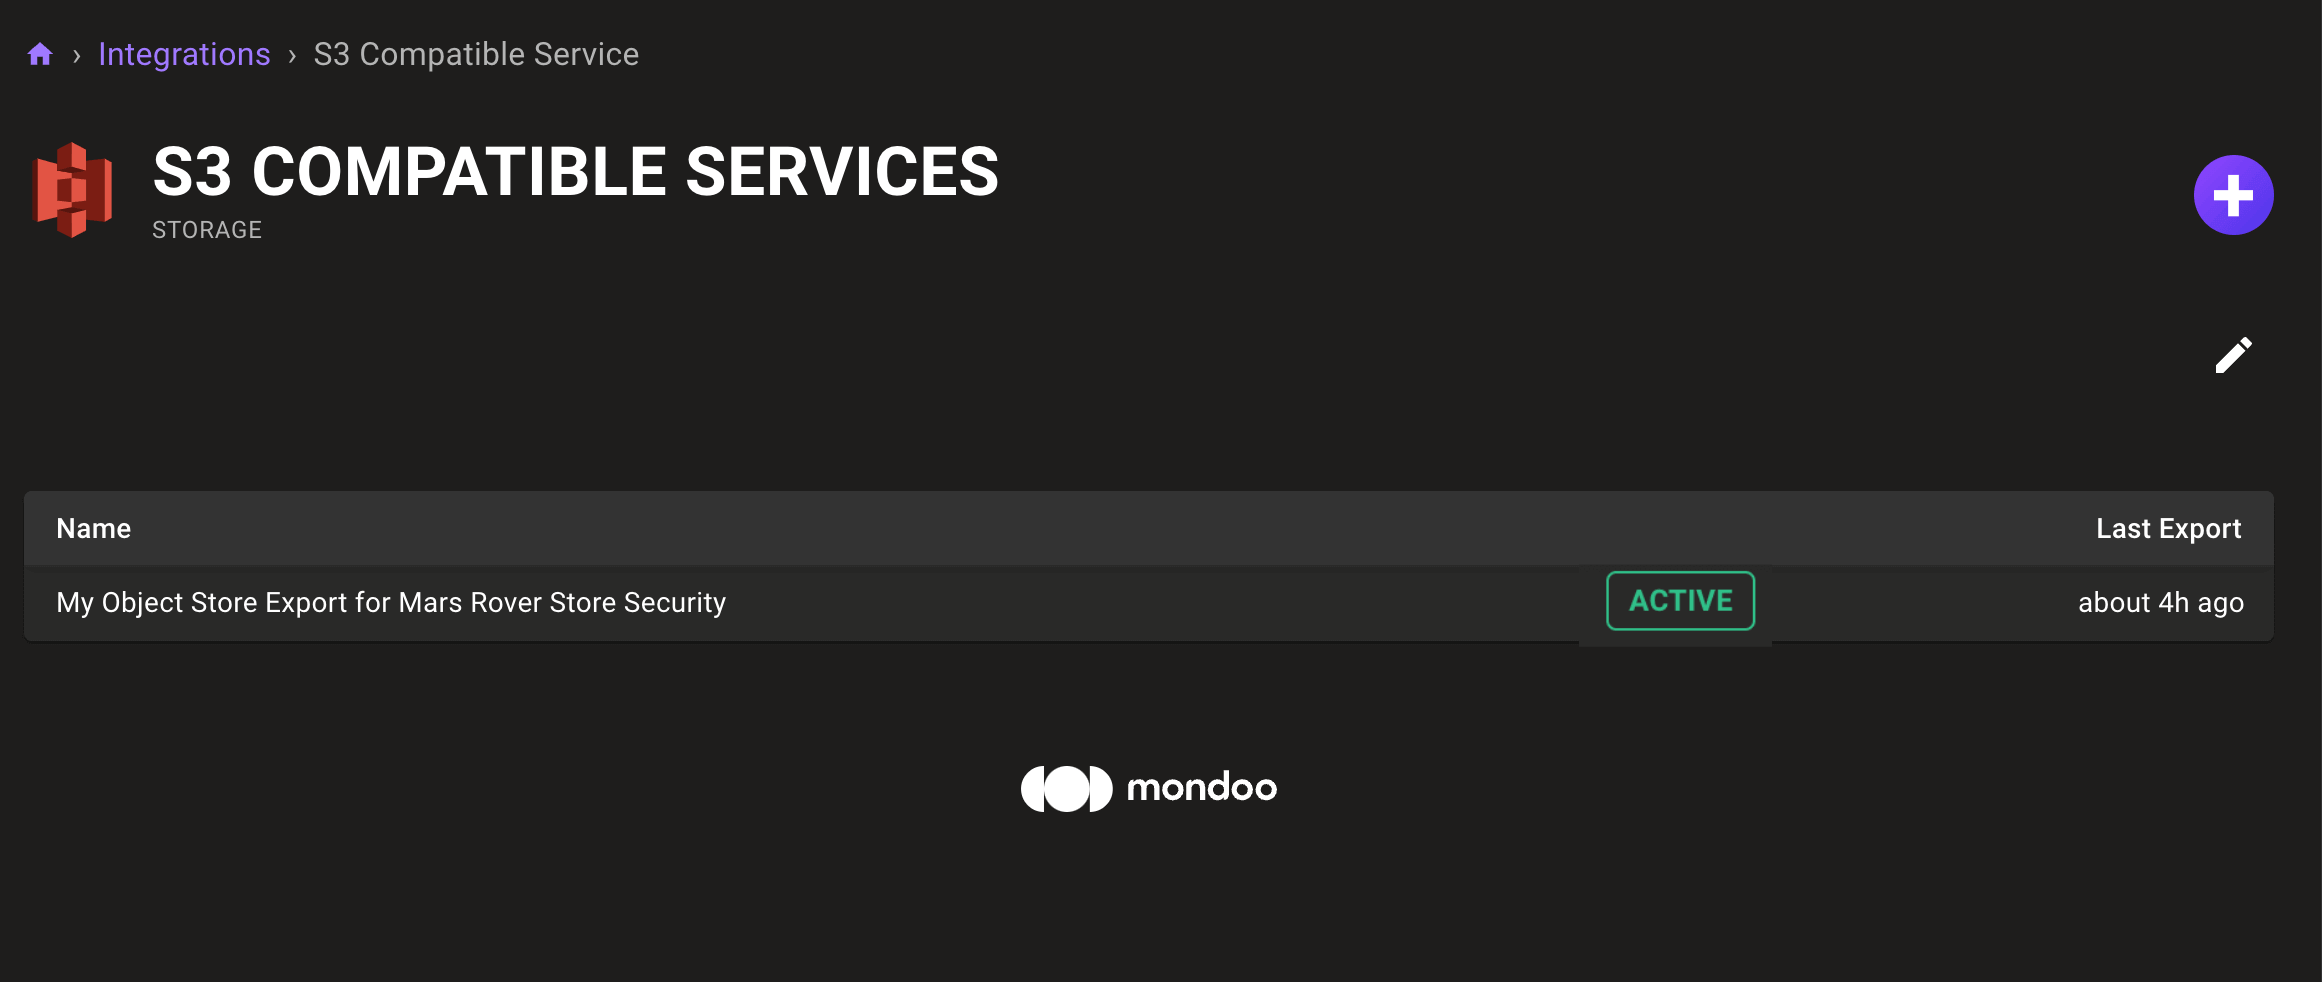 › Integrations › S3 Compatible Service
S3 COMPATIBLE SERVICES
STORAGE
Name Last Export
My Object Store Export for Mars Rover Store Security ACTIVE about 4h ago
mondoo